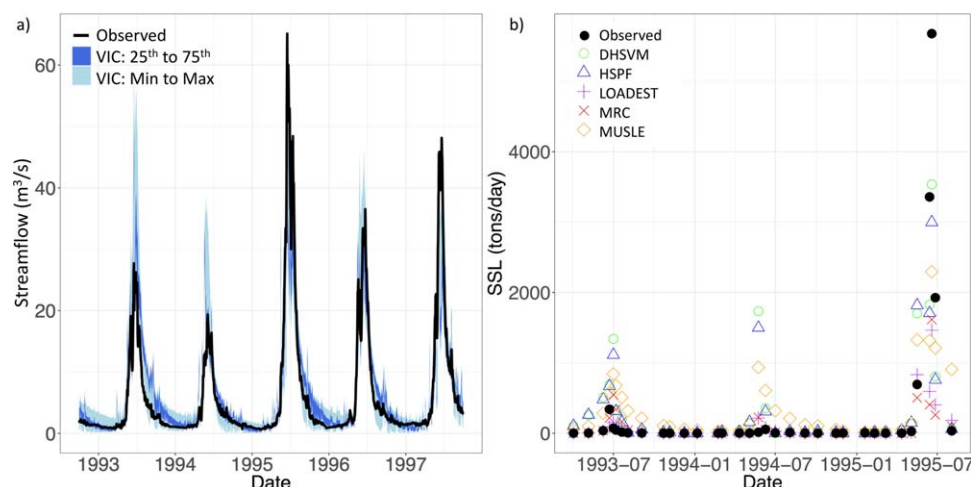 a)
Observed
VIC: 25th to 75th
VIC: Min to Max
Streamflow (m³/s)
60
40
20
0
1993
1994
1995
1996
1997
Date
b)
Observed
DHSVM
HSPF
LOADEST
MRC
MUSLE
SSL (tons/day)
4000
2000
0
1993−07
1994−01
1994−07
1995−01
1995−07
Date